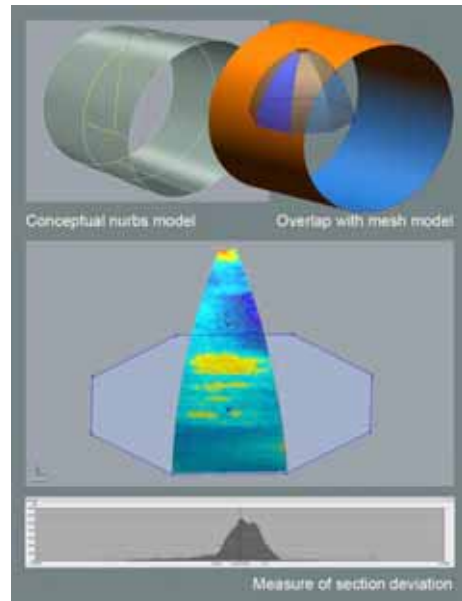 Conceptual nurbs model
Overlap with mesh model
Measure of section deviation